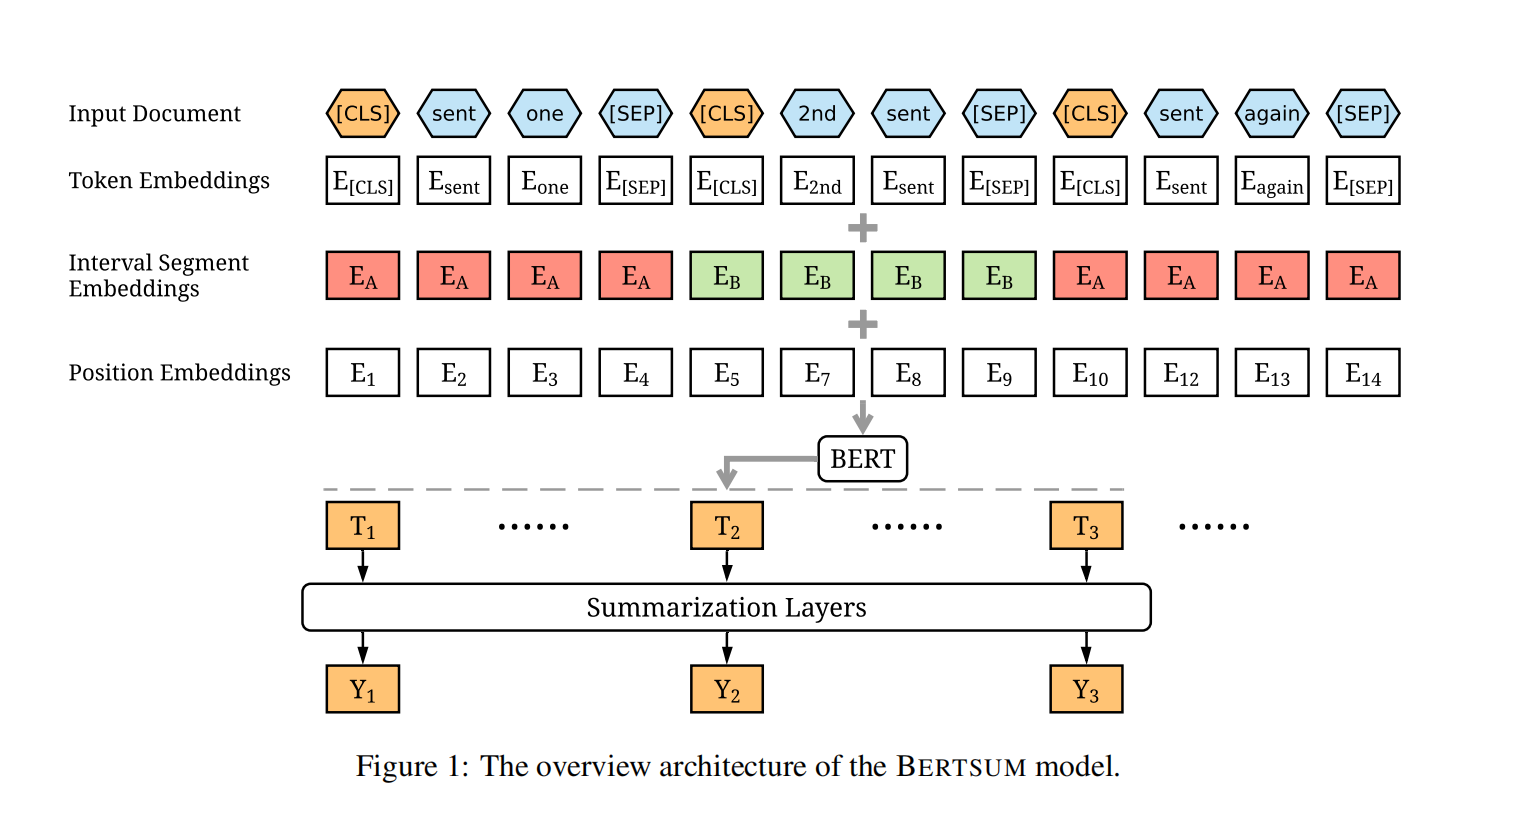 Input Document [CLS] sent one [SEP] [CLS] 2nd sent [SEP] [CLS] sent again [SEP]
Token Embeddings E[CLS] Esent Eone E[SEP] E[CLS] E2nd Esent E[SEP] E[CLS] Esent Eagain E[SEP]
+
Interval Segment
Embeddings EA EA EA EA EB EB EB EB EA EA EA EA
+
Position Embeddings E1 E2 E3 E4 E5 E7 E8 E9 E10 E12 E13 E14
BERT
T1 ...... T2 ...... T3 ......
Summarization Layers
Y1 Y2 Y3
Figure 1: The overview architecture of the BERTSUM model.